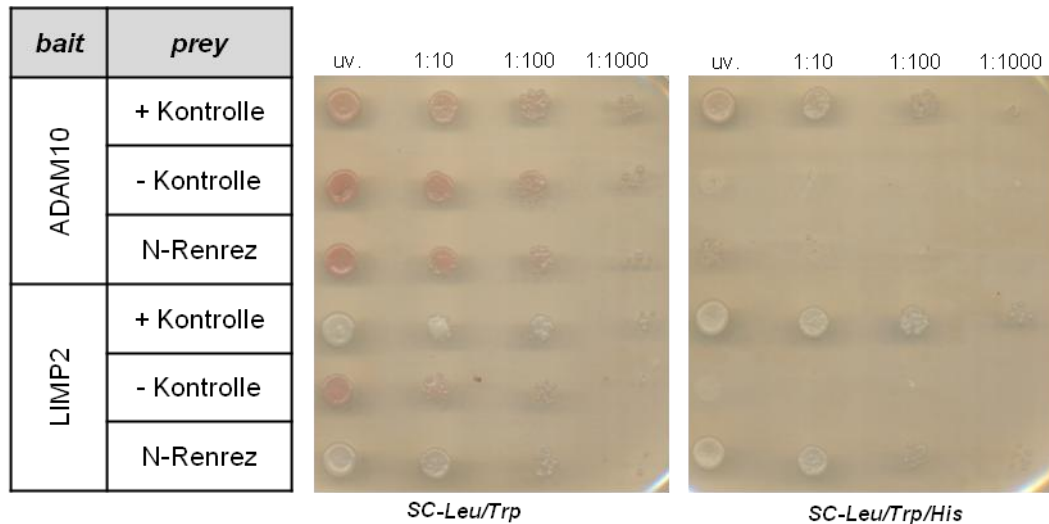 bait prey
ADAM10
+ Kontrolle
- Kontrolle
N-Renrez
LIMP2
+ Kontrolle
- Kontrolle
N-Renrez
uv. 1:10 1:100 1:1000
SC-Leu/Trp
uv. 1:10 1:100 1:1000
SC-Leu/Trp/His